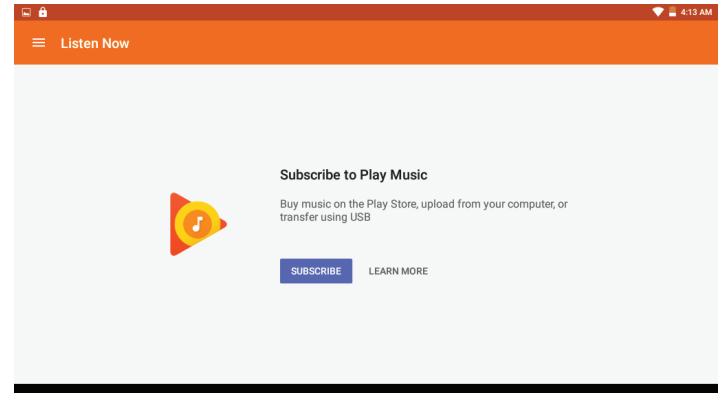 4:13 AM
Listen Now
Subscribe to Play Music
Buy music on the Play Store, upload from your computer, or
transfer using USB
SUBSCRIBE LEARN MORE